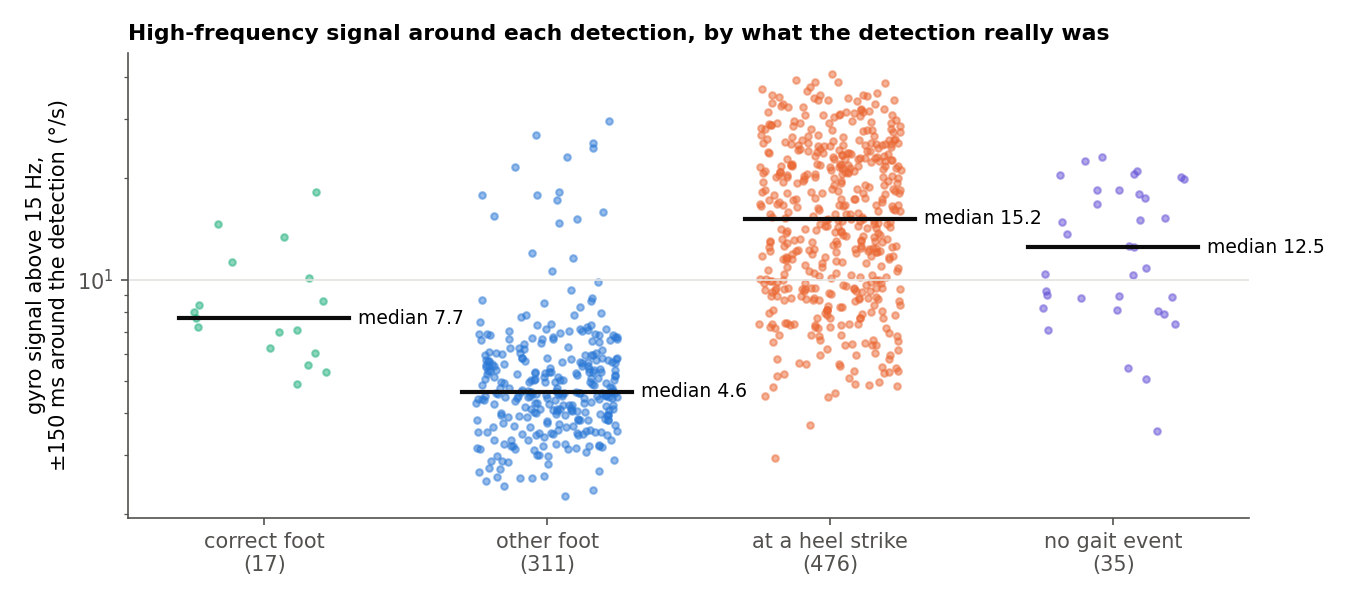 High-frequency signal around each detection, by what the detection really was
gyro signal above 15 Hz,
±150 ms around the detection (°/s)
10¹
median 7.7
median 4.6
median 15.2
median 12.5
correct foot
(17)
other foot
(311)
at a heel strike
(476)
no gait event
(35)